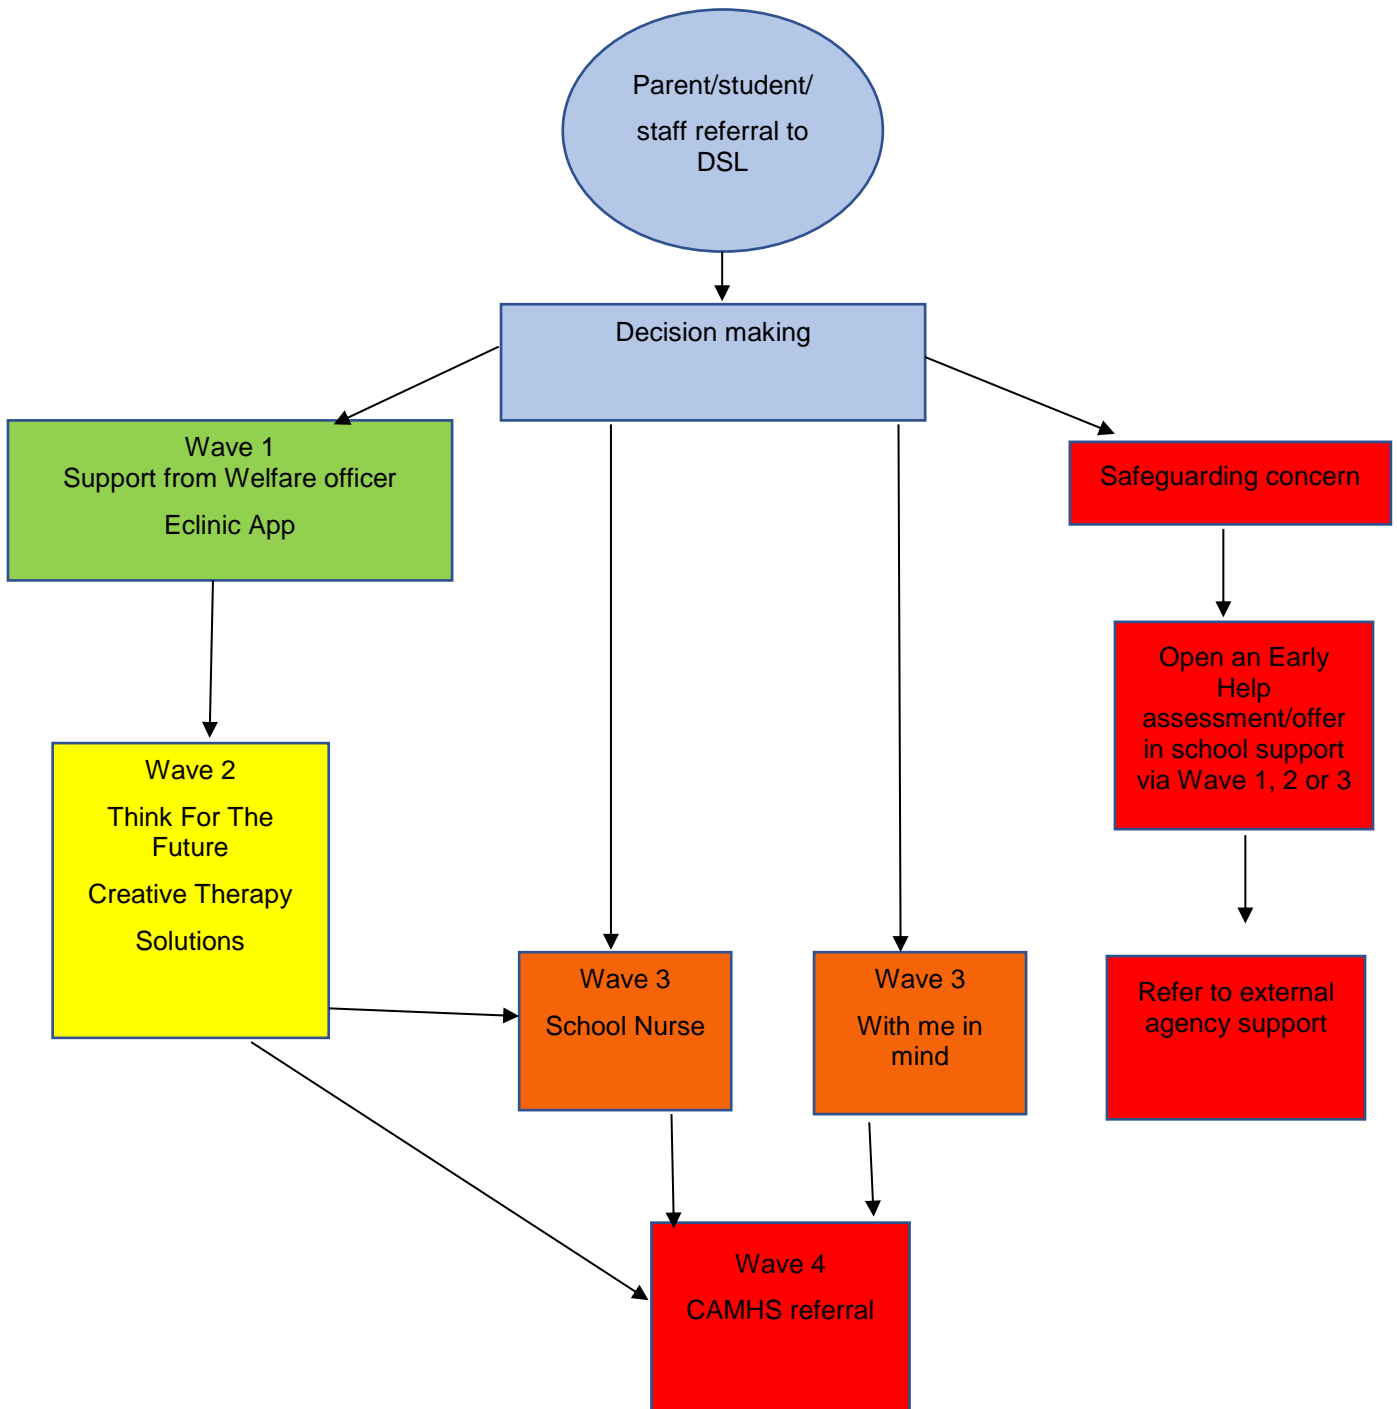 Parent/student/
staff referral to
DSL
Decision making
Wave 1
Support from Welfare officer
Eclinic App
Safeguarding concern
Open an Early
Help
assessment/offer
in school support
via Wave 1, 2 or 3
Wave 2
Think For The
Future
Creative Therapy
Solutions
Wave 3
School Nurse
Wave 3
With me in
mind
Refer to external
agency support
Wave 4
CAMHS referral